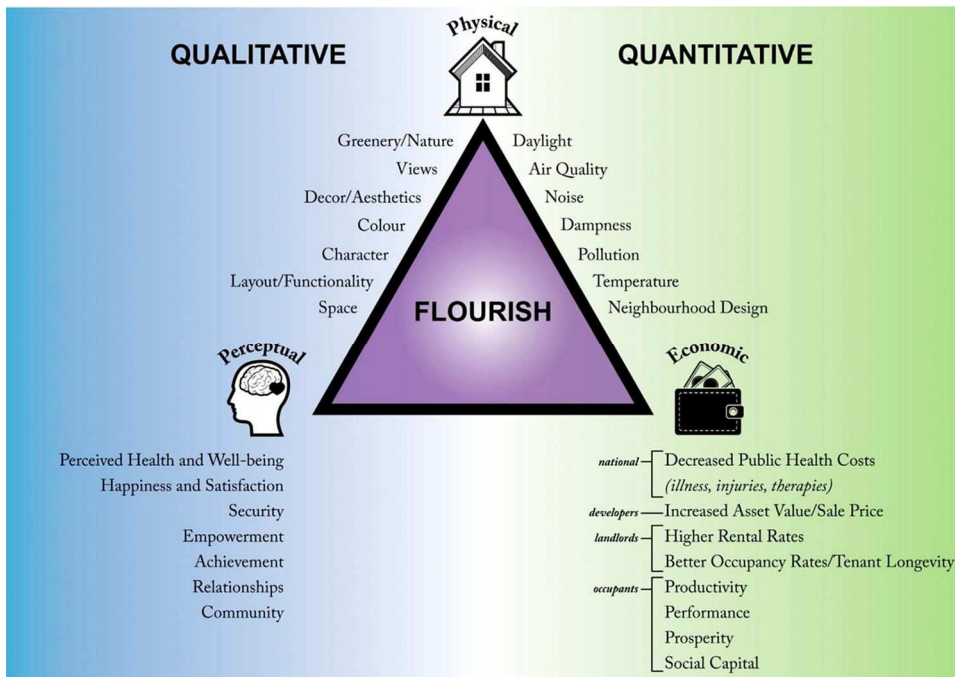 Physical
QUALITATIVE
QUANTITATIVE
Greenery/Nature
Views
Decor/Aesthetics
Colour
Character
Layout/Functionality
Space
Daylight
Air Quality
Noise
Dampness
Pollution
Temperature
Neighbourhood Design
FLOURISH
Perceptual
Perceived Health and Well-being
Happiness and Satisfaction
Security
Empowerment
Achievement
Relationships
Community
Economic
national Decreased Public Health Costs
(illness, injuries, therapies)
developers Increased Asset Value/Sale Price
landlords Higher Rental Rates
Better Occupancy Rates/Tenant Longevity
occupants Productivity
Performance
Prosperity
Social Capital